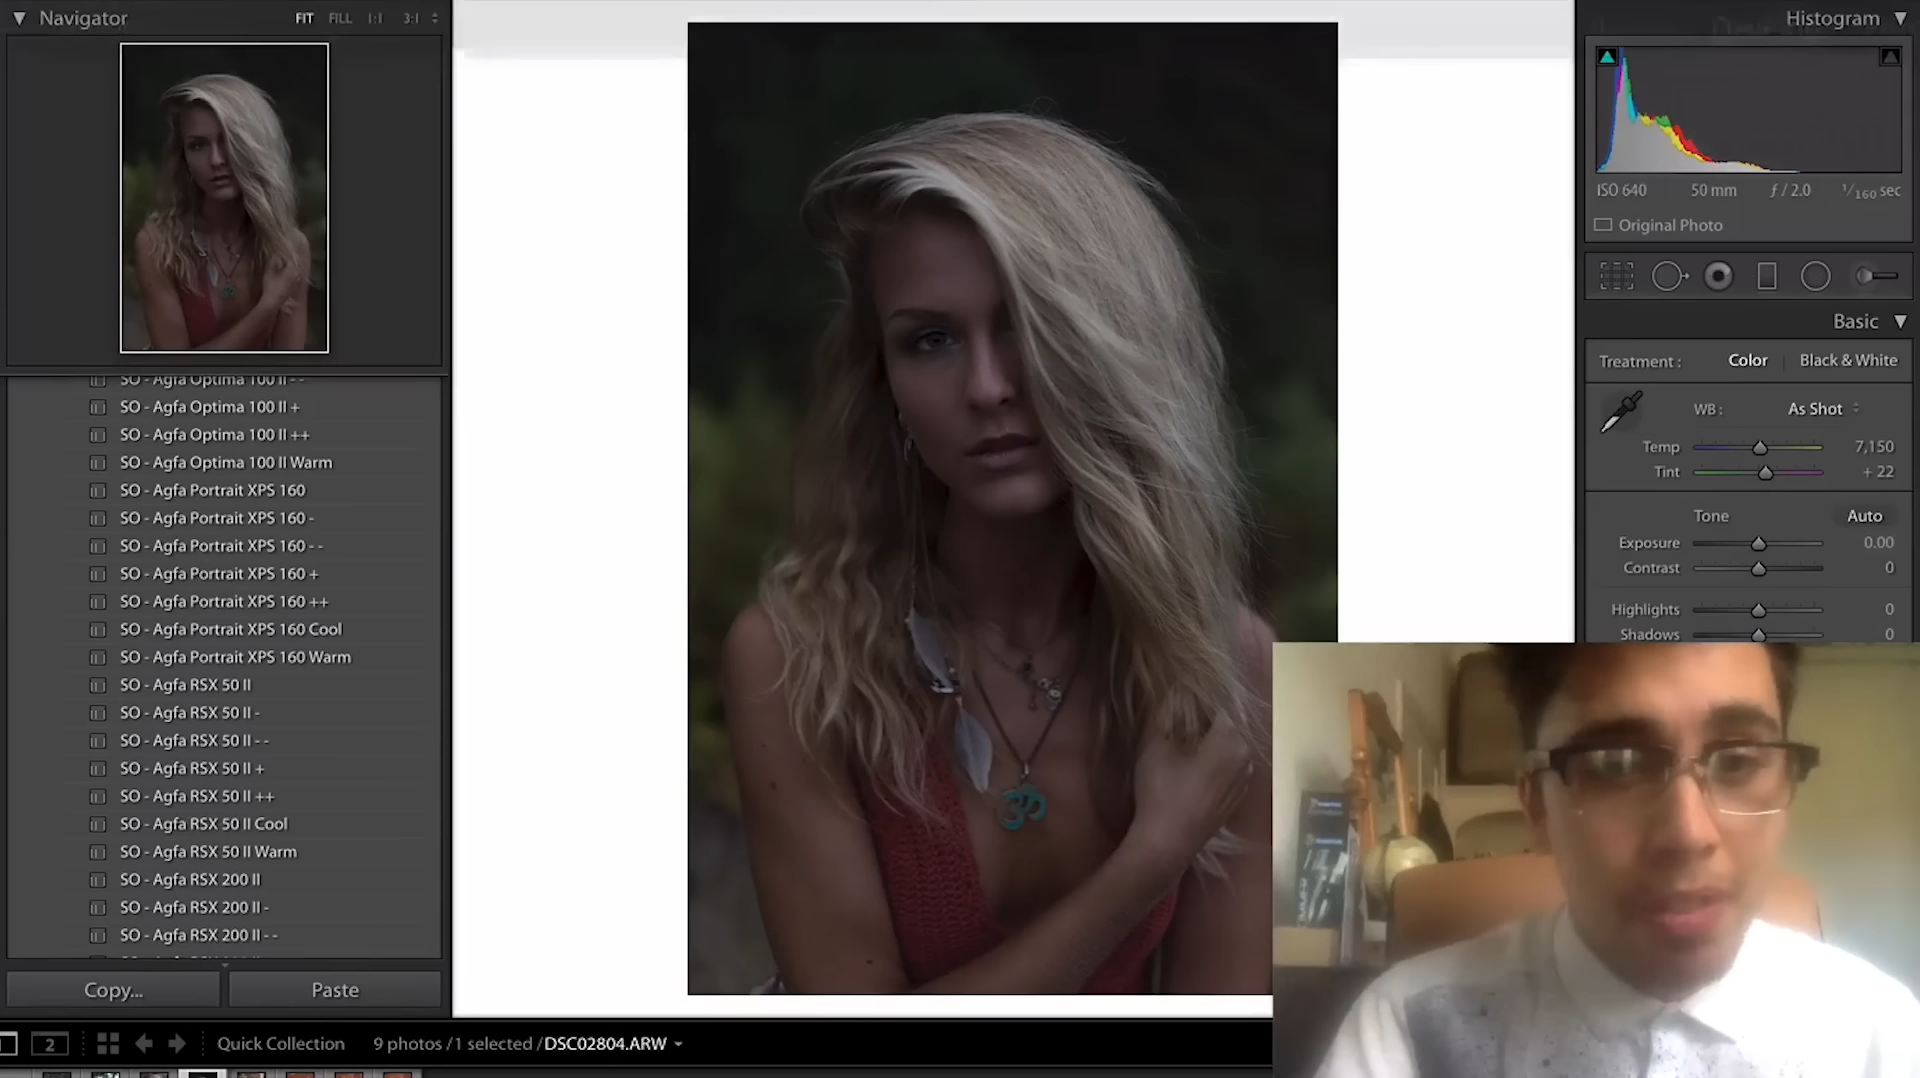 Navigator
FIT FILL 1:1 3:1
SO - Agfa Optima 100 II - -
SO - Agfa Optima 100 II +
SO - Agfa Optima 100 II ++
SO - Agfa Optima 100 II Warm
SO - Agfa Portrait XPS 160
SO - Agfa Portrait XPS 160 -
SO - Agfa Portrait XPS 160 - -
SO - Agfa Portrait XPS 160 +
SO - Agfa Portrait XPS 160 ++
SO - Agfa Portrait XPS 160 Cool
SO - Agfa Portrait XPS 160 Warm
SO - Agfa RSX 50 II
SO - Agfa RSX 50 II -
SO - Agfa RSX 50 II - -
SO - Agfa RSX 50 II +
SO - Agfa RSX 50 II ++
SO - Agfa RSX 50 II Cool
SO - Agfa RSX 50 II Warm
SO - Agfa RSX 200 II
SO - Agfa RSX 200 II -
SO - Agfa RSX 200 II - -
Copy... Paste
2 Quick Collection 9 photos / 1 selected / DSC02804.ARW
ॐ
Histogram
ISO 640 50 mm ƒ / 2.0 1/160 sec
Original Photo
Basic
Treatment : Color Black & White
WB : As Shot
Temp 7,150
Tint + 22
Tone Auto
Exposure 0.00
Contrast 0
Highlights 0
Shadows 0